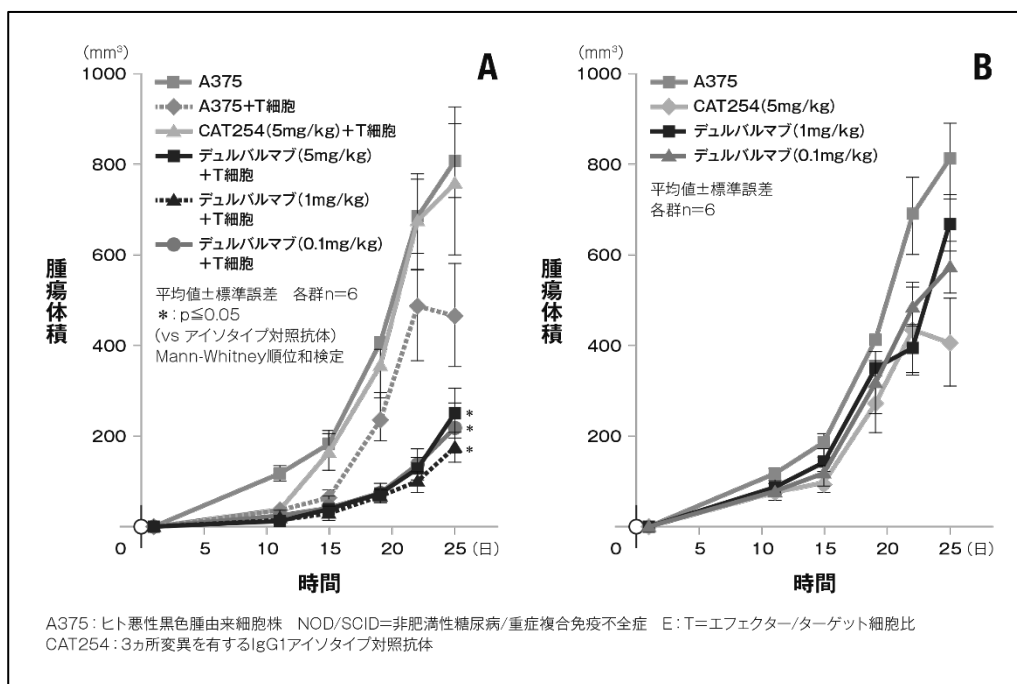 A
(mm³)
1000
800
600
400
200
0
腫瘍体積
A375
A375+T細胞
CAT254(5mg/kg)+T細胞
デュルバルマブ(5mg/kg)
+T細胞
デュルバルマブ(1mg/kg)
+T細胞
デュルバルマブ(0.1mg/kg)
+T細胞
平均値±標準誤差 各群n=6
*:p≦0.05
(vs アイソタイプ対照抗体)
Mann-Whitney順位和検定
*
*
*
5 10 15 20 25(日)
時間
B
(mm³)
1000
800
600
400
200
0
腫瘍体積
A375
CAT254(5mg/kg)
デュルバルマブ(1mg/kg)
デュルバルマブ(0.1mg/kg)
平均値±標準誤差
各群n=6
5 10 15 20 25(日)
時間
A375:ヒト悪性黒色腫由来細胞株 NOD/SCID=非肥満性糖尿病/重症複合免疫不全症 E:T=エフェクター/ターゲット細胞比
CAT254:3ヵ所変異を有するIgG1アイソタイプ対照抗体